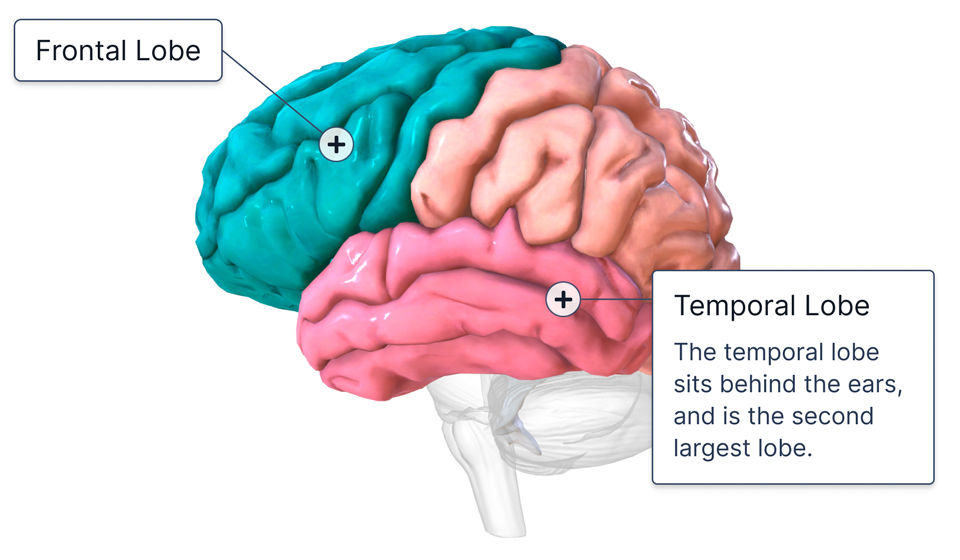 Frontal Lobe
Temporal Lobe
The temporal lobe
sits behind the ears,
and is the second
largest lobe.